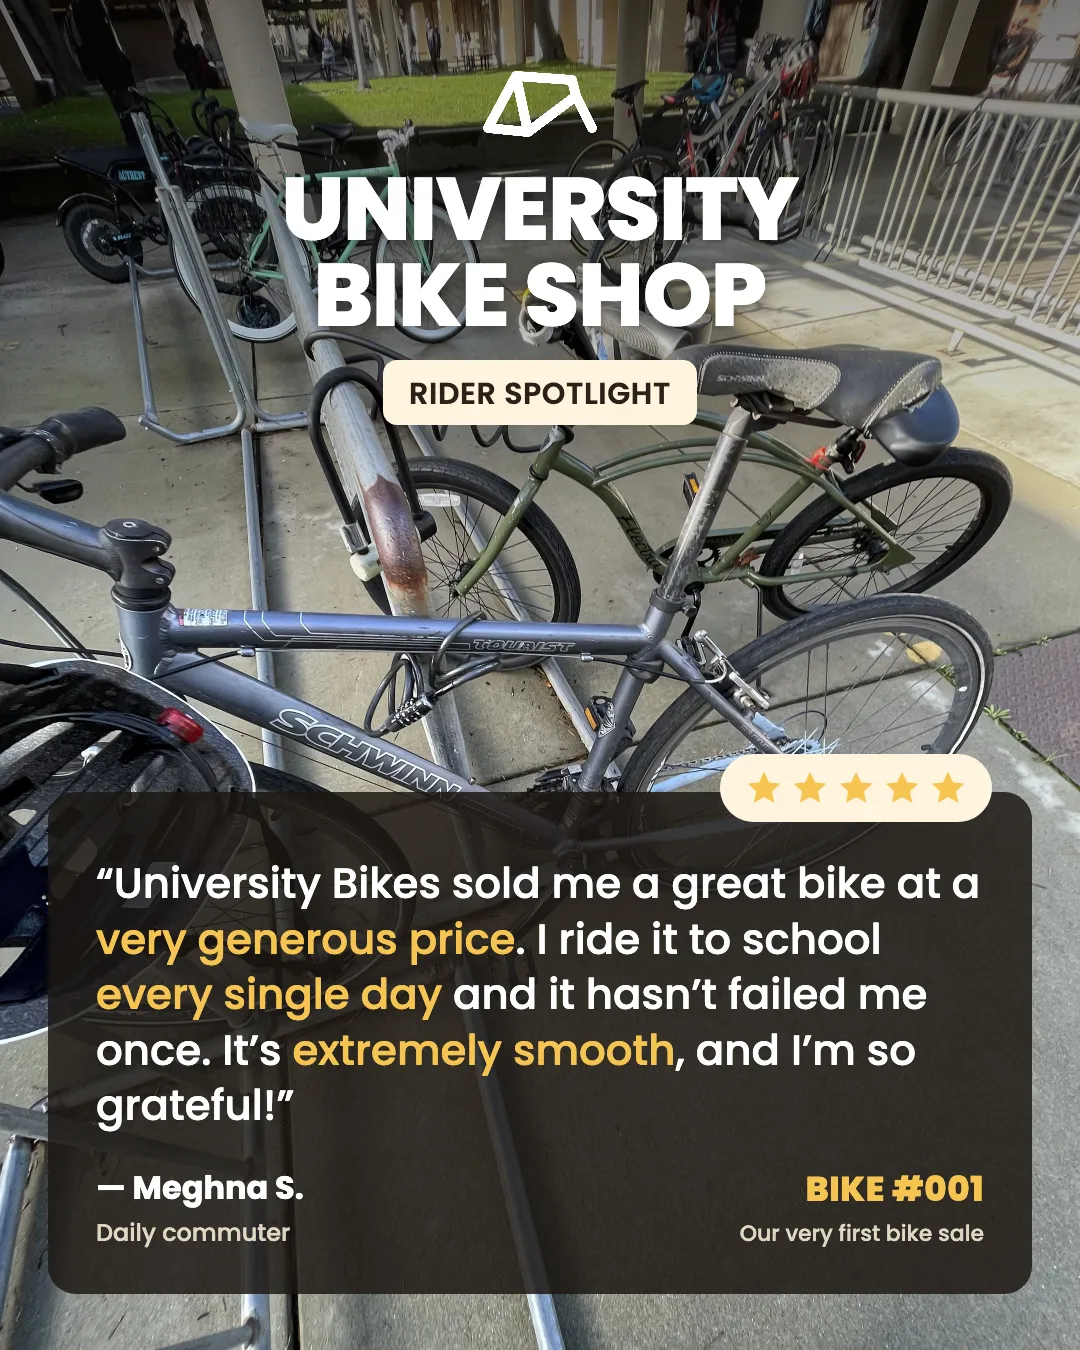 UNIVERSITY
BIKE SHOP
RIDER SPOTLIGHT
SCHWINN
TOURIST
SCHWINN
“University Bikes sold me a great bike at a
very generous price. I ride it to school
every single day and it hasn’t failed me
once. It’s extremely smooth, and I’m so
grateful!”
— Meghna S.
BIKE #001
Daily commuter
Our very first bike sale